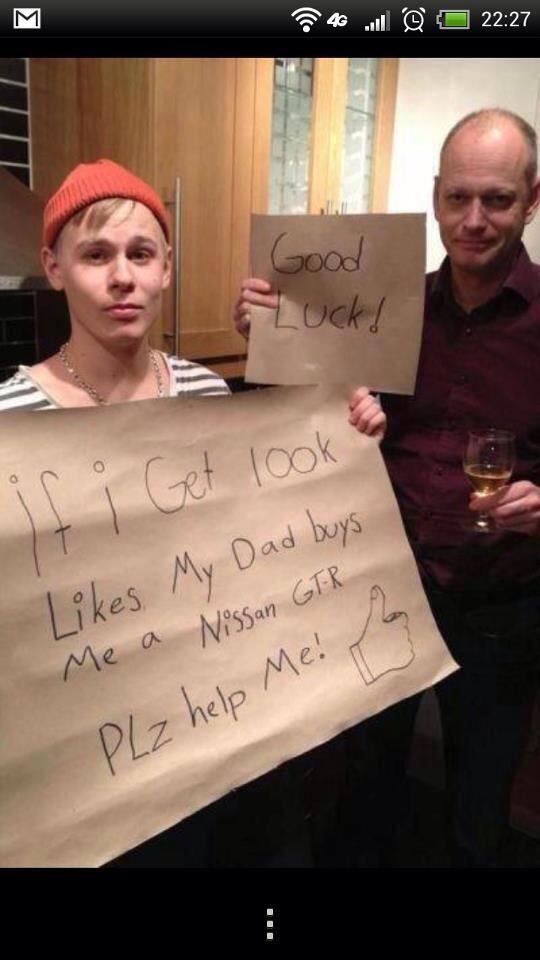 4G 22:27
Good
Luck!
if i Get 100k
Likes My Dad buys
Me a Nissan GT-R
PLz help Me!